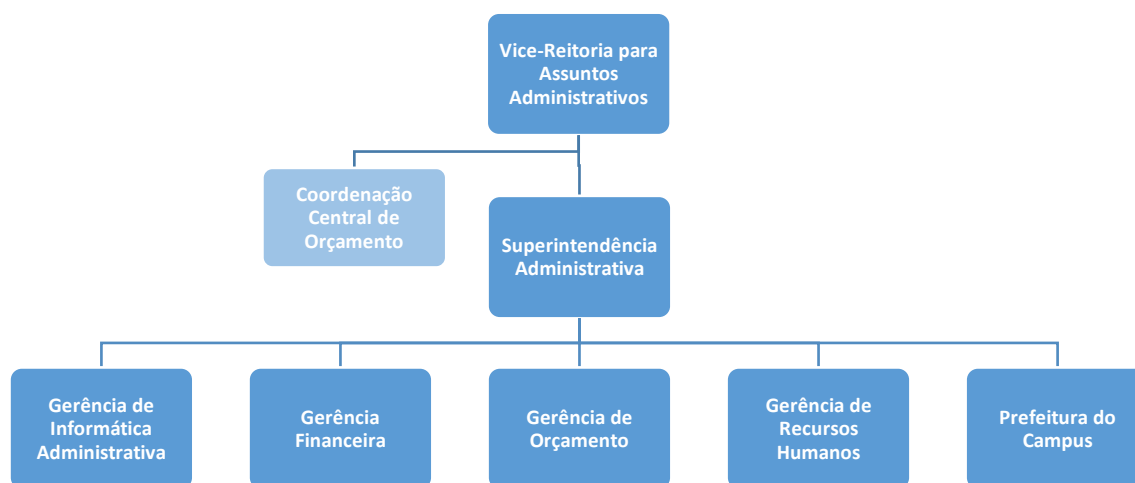 Vice-Reitoria para
Assuntos
Administrativos
Coordenação
Central de
Orçamento
Superintendência
Administrativa
Gerência de
Informática
Administrativa
Gerência
Financeira
Gerência de
Orçamento
Gerência de
Recursos
Humanos
Prefeitura do
Campus